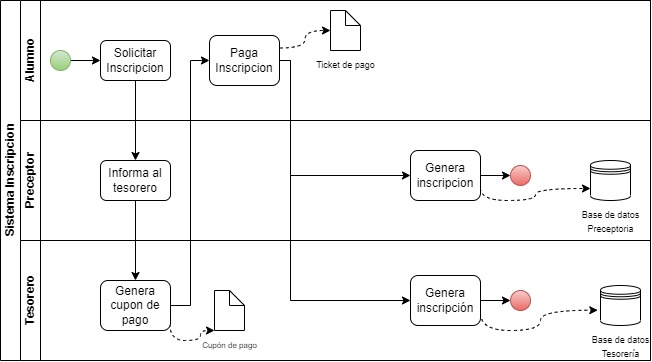 Sistema Inscripcion
Alumno
Solicitar
Inscripcion
Paga
Inscripcion
Ticket de pago
Preceptor
Informa al
tesorero
Genera
inscripcion
Base de datos
Preceptoria
Tesorero
Genera
cupon de
pago
Cupón de pago
Genera
inscripción
Base de datos
Tesorería